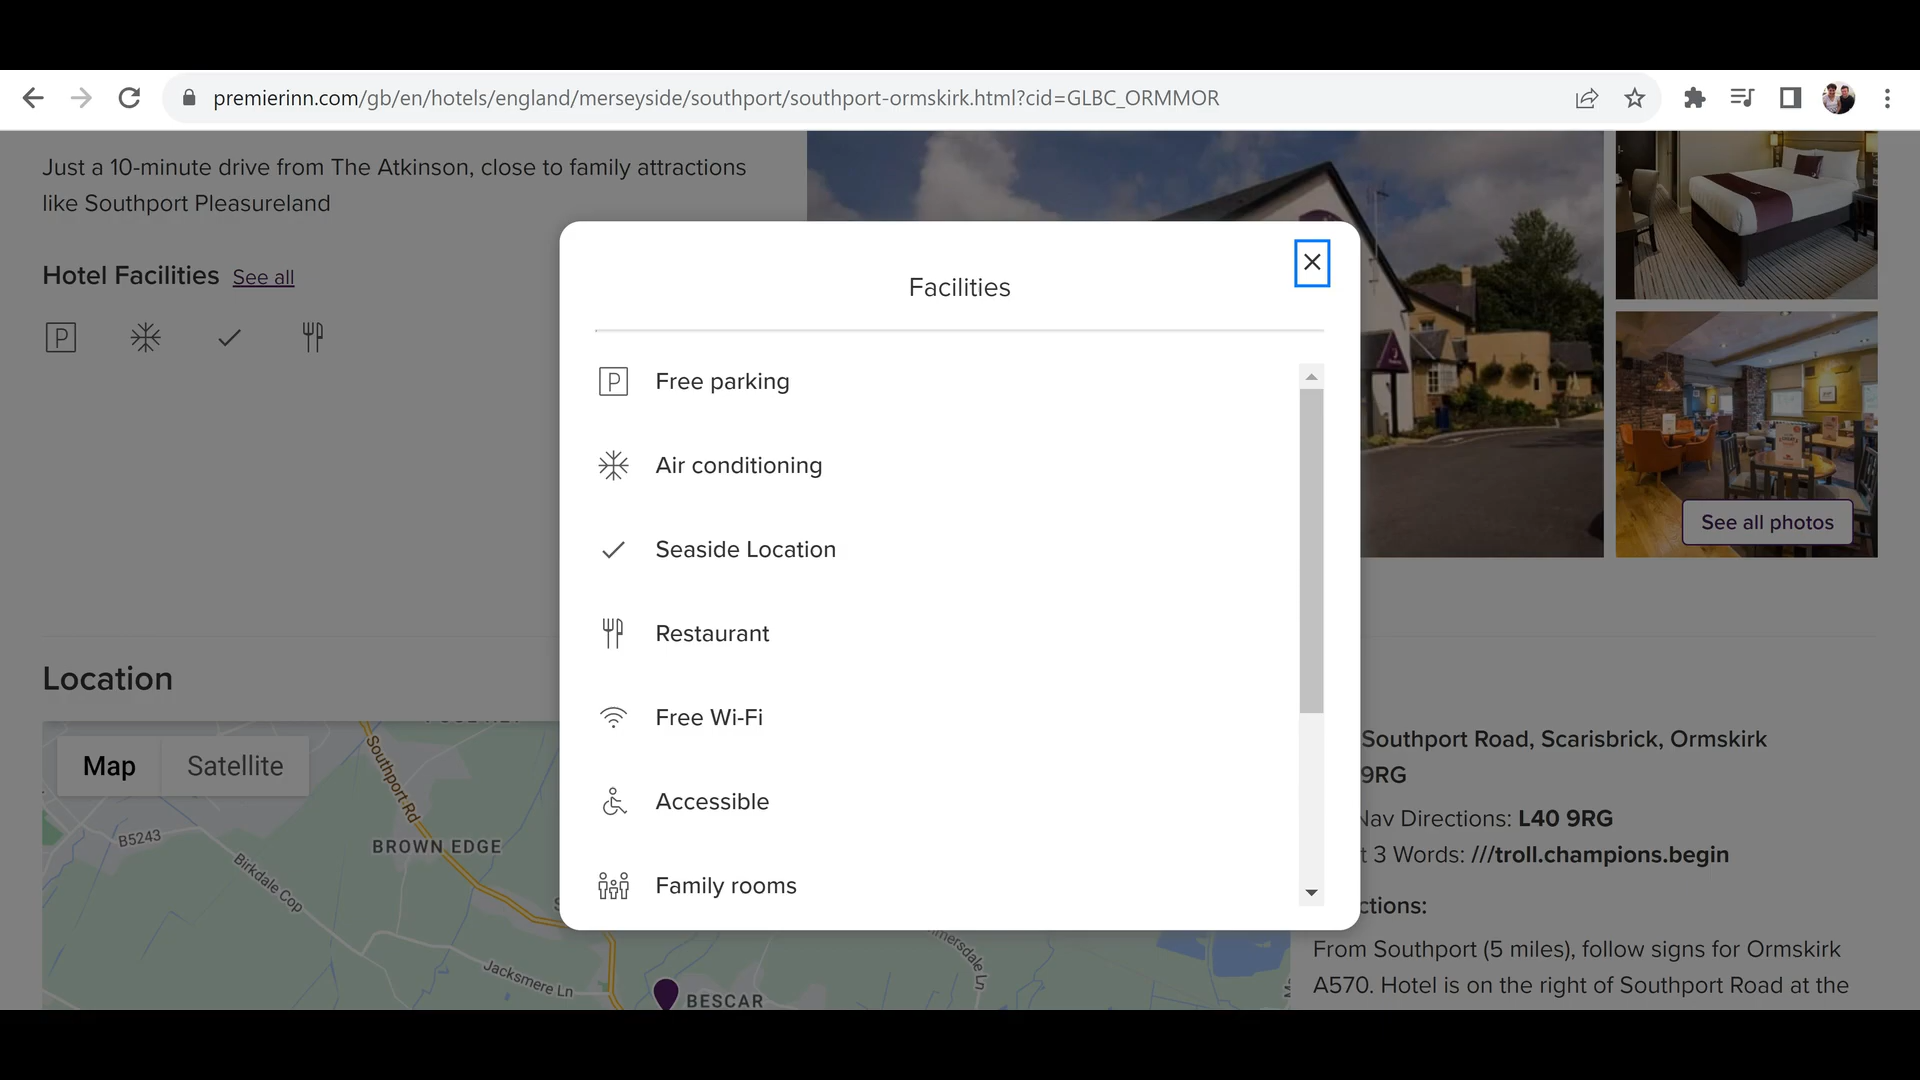 premierinn.com/gb/en/hotels/england/merseyside/southport/southport-ormskirk.html?cid=GLBC_ORMMOR
Just a 10-minute drive from The Atkinson, close to family attractions
like Southport Pleasureland
Hotel Facilities See all
Facilities
Free parking
Air conditioning
Seaside Location
Restaurant
Free Wi-Fi
Accessible
Family rooms
See all photos
Location
Map Satellite
Southport Rd
B5243
BROWN EDGE
Birkdale Cop
Jacksmere Ln
BESCAR
Southport Road, Scarisbrick, Ormskirk
9RG
Nav Directions: L40 9RG
t 3 Words: ///troll.champions.begin
ctions:
From Southport (5 miles), follow signs for Ormskirk
A570. Hotel is on the right of Southport Road at the